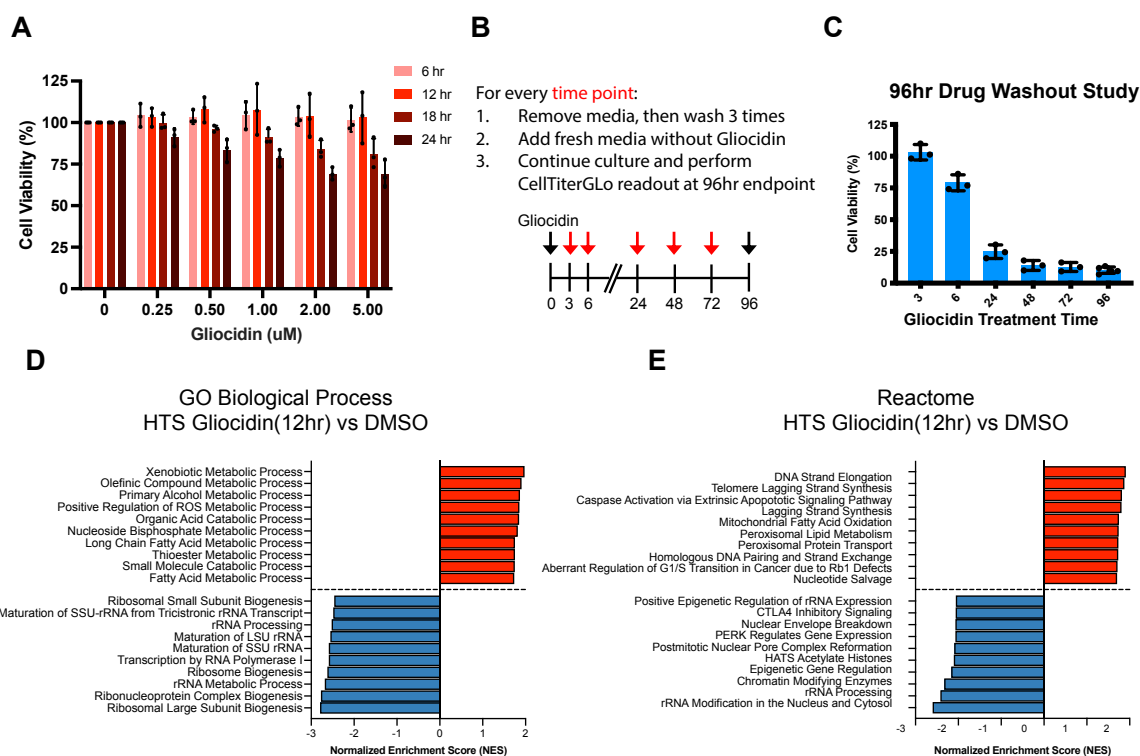 A
Cell Viability (%)
125
100
75
50
25
0
0 0.25 0.50 1.00 2.00 5.00
Gliocidin (uM)
6 hr
12 hr
18 hr
24 hr
B
For every time point:
1. Remove media, then wash 3 times
2. Add fresh media without Gliocidin
3. Continue culture and perform
CellTiterGLo readout at 96hr endpoint
Gliocidin
0 3 6 24 48 72 96
C
96hr Drug Washout Study
Cell Viability (%)
125
100
75
50
25
0
3 6 24 48 72 96
Gliocidin Treatment Time
D
GO Biological Process
HTS Gliocidin(12hr) vs DMSO
Xenobiotic Metabolic Process
Olefinic Compound Metabolic Process
Primary Alcohol Metabolic Process
Positive Regulation of ROS Metabolic Process
Organic Acid Catabolic Process
Nucleoside Bisphosphate Metabolic Process
Long Chain Fatty Acid Metabolic Process
Thioester Metabolic Process
Small Molecule Catabolic Process
Fatty Acid Metabolic Process
Ribosomal Small Subunit Biogenesis
Maturation of SSU-rRNA from Tricistronic rRNA Transcript
rRNA Processing
Maturation of LSU rRNA
Maturation of SSU rRNA
Transcription by RNA Polymerise I
Ribosome Biogenesis
rRNA Metabolic Process
Ribonucleoprotein Complex Biogenesis
Ribosomal Large Subunit Biogenesis
-3 -2 -1 0 1 2
Normalized Enrichment Score (NES)
E
Reactome
HTS Gliocidin(12hr) vs DMSO
DNA Strand Elongation
Telomere Lagging Strand Synthesis
Caspase Activation via Extrinsic Apoptotic Signaling Pathway
Lagging Strand Synthesis
Mitochondrial Fatty Acid Oxidation
Peroxisomal Lipid Metabolism
Peroxisomal Protein Transport
Homologous DNA Pairing and Strand Exchange
Aberrant Regulation of G1/S Transition in Cancer due to Rb1 Defects
Nucleotide Salvage
Positive Epigenetic Regulation of rRNA Expression
CTLA4 Inhibitory Signaling
Nuclear Envelope Breakdown
PERK Regulates Gene Expression
Postmitotic Nuclear Pore Complex Reformation
HATS Acetylate Histones
Epigenetic Gene Regulation
Chromatin Modifying Enzymes
rRNA Processing
rRNA Modification in the Nucleus and Cytosol
-3 -2 -1 0 1 2
Normalized Enrichment Score (NES)